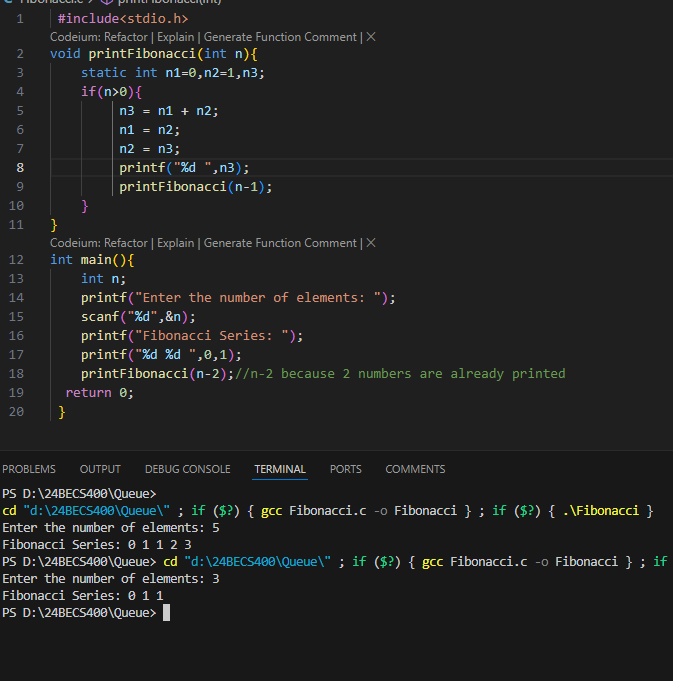 Fibonacci.c > printFibonacci(int)
1 #include<stdio.h>
Codeium: Refactor | Explain | Generate Function Comment | X
2 void printFibonacci(int n){
3 static int n1=0,n2=1,n3;
4 if(n>0){
5 n3 = n1 + n2;
6 n1 = n2;
7 n2 = n3;
8 printf("%d ",n3);
9 printFibonacci(n-1);
10 }
11 }
Codeium: Refactor | Explain | Generate Function Comment | X
12 int main(){
13 int n;
14 printf("Enter the number of elements: ");
15 scanf("%d",&n);
16 printf("Fibonacci Series: ");
17 printf("%d %d ",0,1);
18 printFibonacci(n-2);//n-2 because 2 numbers are already printed
19 return 0;
20 }
PROBLEMS OUTPUT DEBUG CONSOLE TERMINAL PORTS COMMENTS
PS D:\24BECS400\Queue>
cd "d:\24BECS400\Queue\" ; if ($?) { gcc Fibonacci.c -o Fibonacci } ; if ($?) { .\Fibonacci }
Enter the number of elements: 5
Fibonacci Series: 0 1 1 2 3
PS D:\24BECS400\Queue> cd "d:\24BECS400\Queue\" ; if ($?) { gcc Fibonacci.c -o Fibonacci } ; if
Enter the number of elements: 3
Fibonacci Series: 0 1 1
PS D:\24BECS400\Queue>